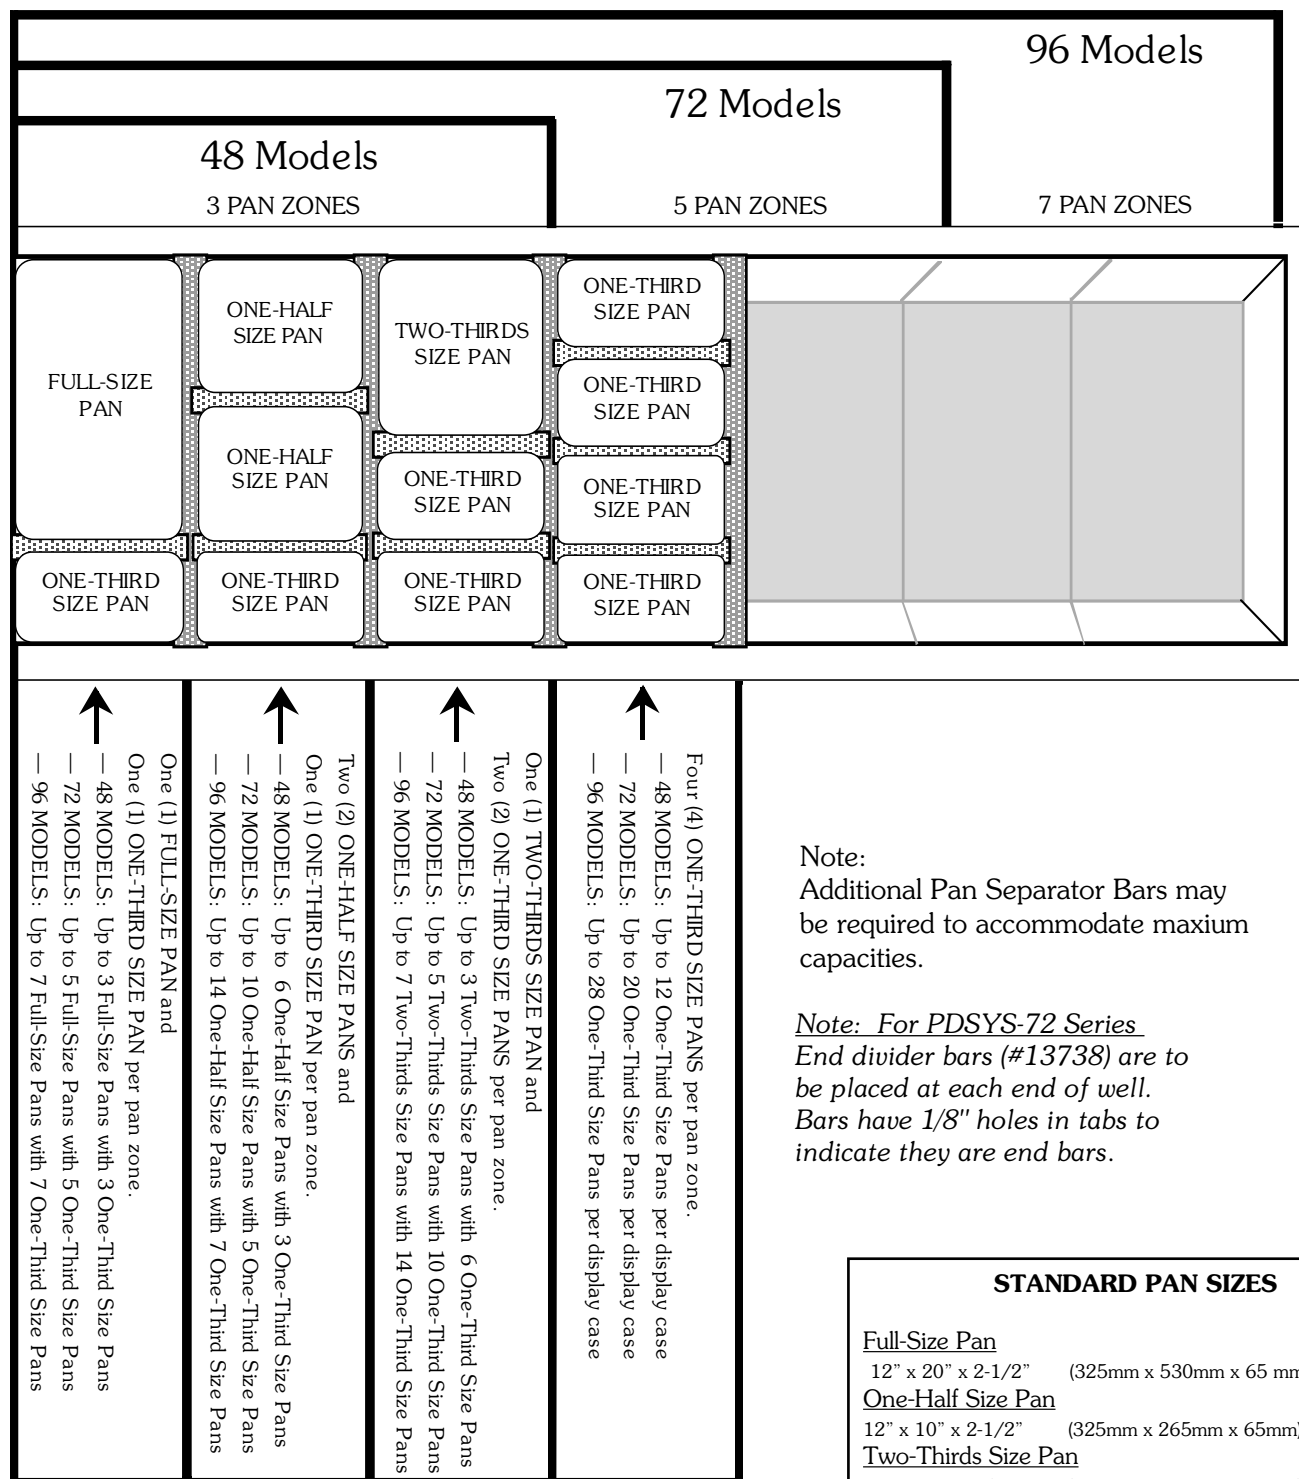 96 Models
72 Models
48 Models
3 PAN ZONES
5 PAN ZONES
7 PAN ZONES
FULL-SIZE
PAN
ONE-THIRD
SIZE PAN
ONE-HALF
SIZE PAN
ONE-HALF
SIZE PAN
ONE-THIRD
SIZE PAN
TWO-THIRDS
SIZE PAN
ONE-THIRD
SIZE PAN
ONE-THIRD
SIZE PAN
ONE-THIRD
SIZE PAN
ONE-THIRD
SIZE PAN
ONE-THIRD
SIZE PAN
ONE-THIRD
SIZE PAN
One (1) FULL-SIZE PAN and
One (1) ONE-THIRD SIZE PAN per pan zone.
— 48 MODELS: Up to 3 Full-Size Pans with 3 One-Third Size Pans
— 72 MODELS: Up to 5 Full-Size Pans with 5 One-Third Size Pans
— 96 MODELS: Up to 7 Full-Size Pans with 7 One-Third Size Pans
Two (2) ONE-HALF SIZE PANS and
One (1) ONE-THIRD SIZE PAN per pan zone.
— 48 MODELS: Up to 6 One-Half Size Pans with 3 One-Third Size Pans
— 72 MODELS: Up to 10 One-Half Size Pans with 5 One-Third Size Pans
— 96 MODELS: Up to 14 One-Half Size Pans with 7 One-Third Size Pans
One (1) TWO-THIRDS SIZE PAN and
Two (2) ONE-THIRD SIZE PANS per pan zone.
— 48 MODELS: Up to 3 Two-Thirds Size Pans with 6 One-Third Size Pans
— 72 MODELS: Up to 5 Two-Thirds Size Pans with 10 One-Third Size Pans
— 96 MODELS: Up to 7 Two-Thirds Size Pans with 14 One-Third Size Pans
Four (4) ONE-THIRD SIZE PANS per pan zone.
— 48 MODELS: Up to 12 One-Third Size Pans per display case
— 72 MODELS: Up to 20 One-Third Size Pans per display case
— 96 MODELS: Up to 28 One-Third Size Pans per display case
Note:
Additional Pan Separator Bars may
be required to accommodate maxium
capacities.
Note: For PDSYS-72 Series
End divider bars (#13738) are to
be placed at each end of well.
Bars have 1/8" holes in tabs to
indicate they are end bars.
STANDARD PAN SIZES
Full-Size Pan
12” x 20” x 2-1/2” (325mm x 530mm x 65 mm
One-Half Size Pan
12” x 10” x 2-1/2” (325mm x 265mm x 65mm)
Two-Thirds Size Pan